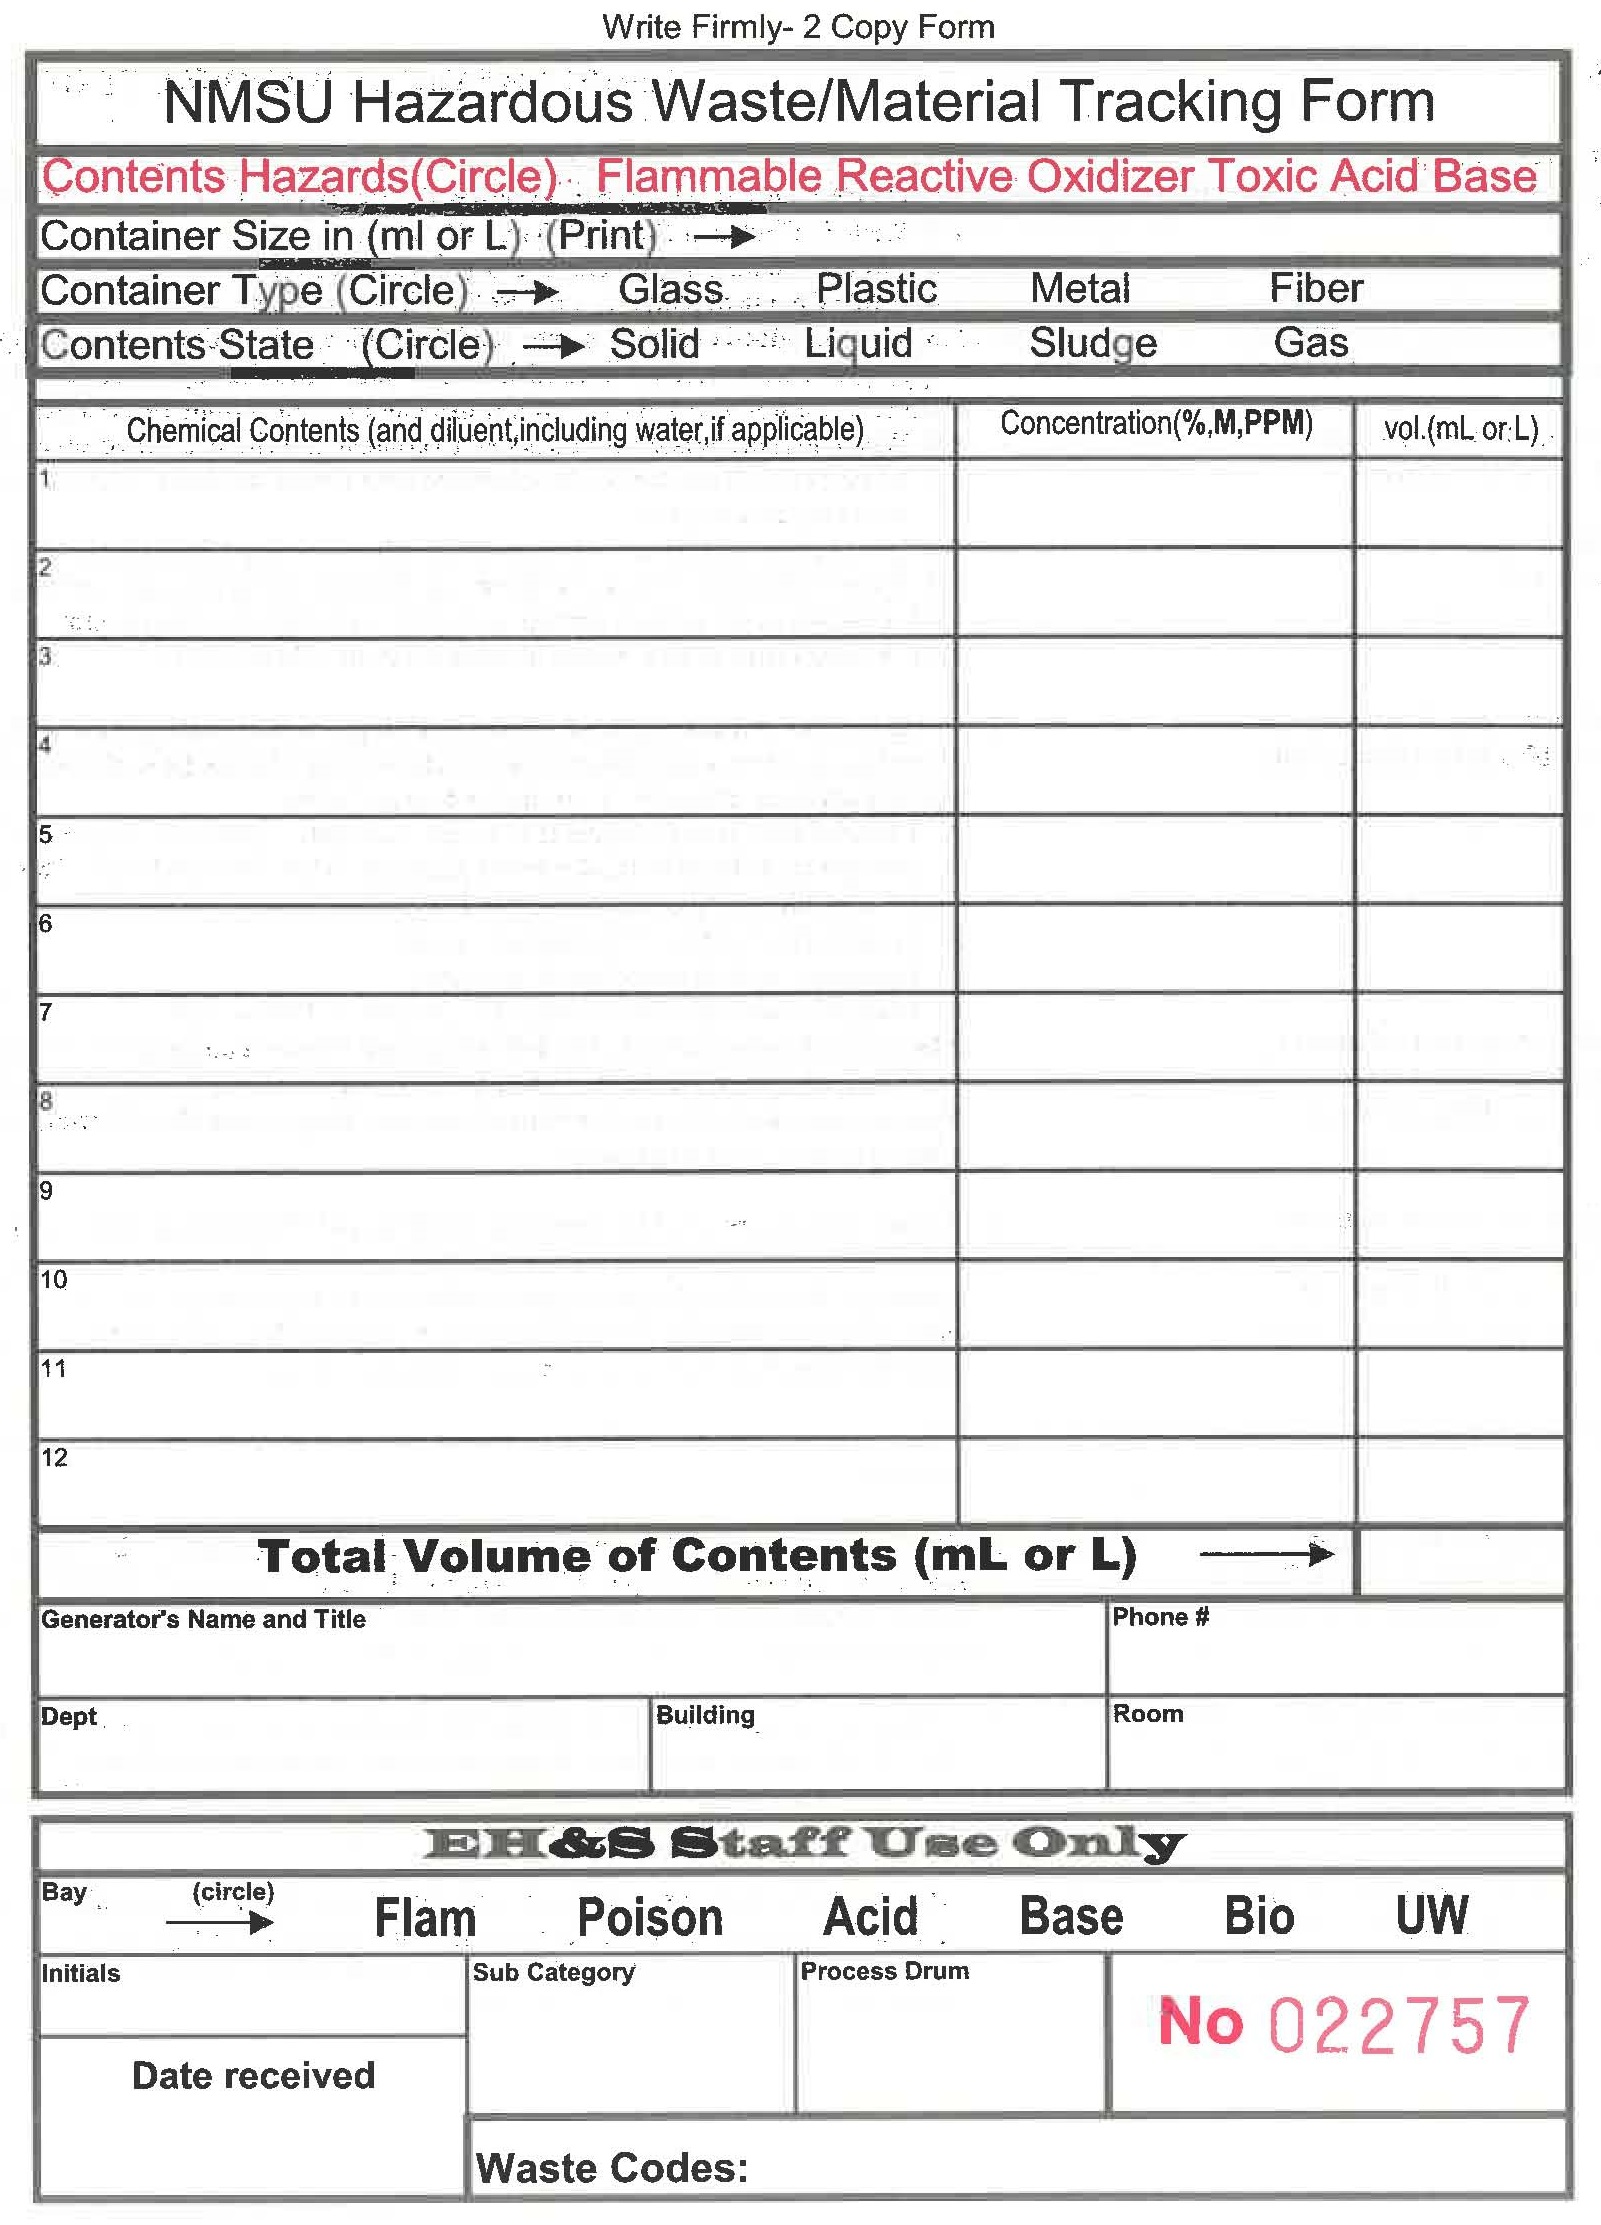 Write Firmly- 2 Copy Form
NMSU Hazardous Waste/Material Tracking Form
Contents Hazards(Circle) Flammable Reactive Oxidizer Toxic Acid Base
Container Size in (ml or L) (Print)
Container Type (Circle) Glass Plastic Metal Fiber
Contents State (Circle) Solid Liquid Sludge Gas
Chemical Contents (and diluent,including water,if applicable) Concentration(%,M,PPM) vol.(mL or L)
1
2
3
4
5
6
7
8
9
10
11
12
Total Volume of Contents (mL or L)
Generator's Name and Title Phone #
Dept Building Room
EH&S Staff Use Only
Bay (circle) Flam Poison Acid Base Bio UW
Initials Sub Category Process Drum
No 022757
Date received
Waste Codes: